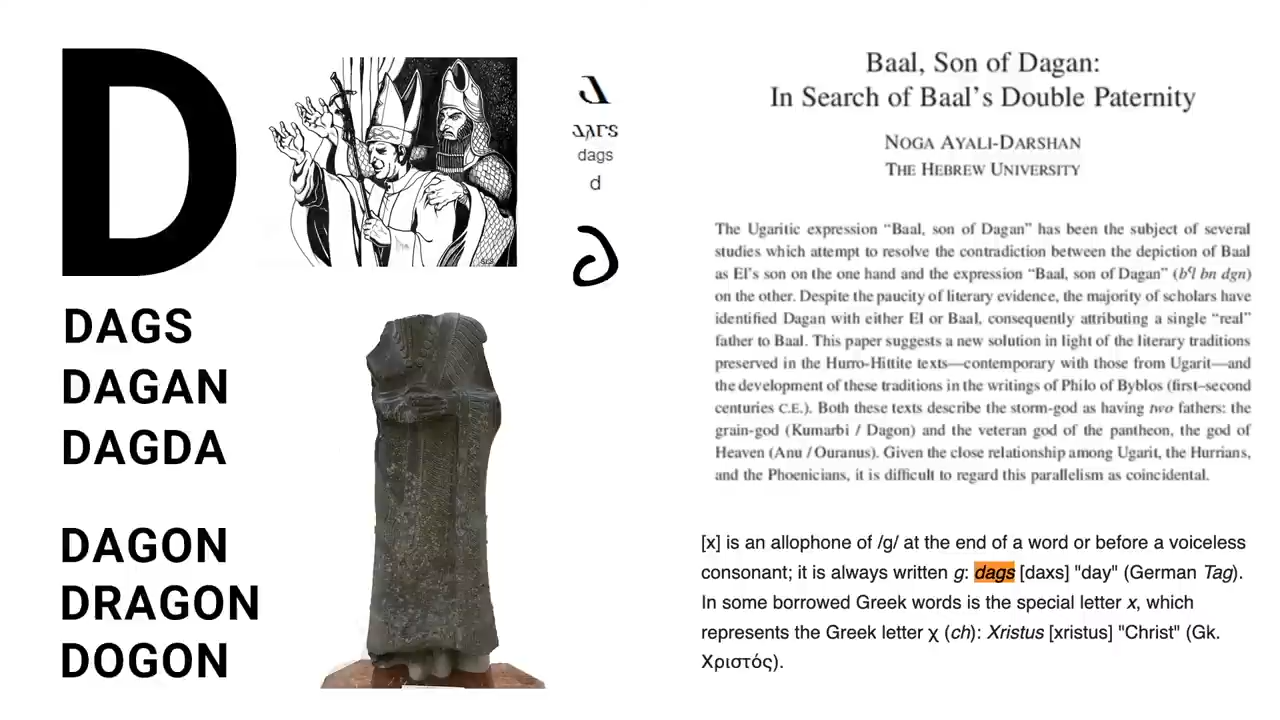 D
DAGS
DAGAN
DAGDA
DAGON
DRAGON
DOGON
dags
d
Baal, Son of Dagan:
In Search of Baal's Double Paternity
NOGA AYALI-DARSHAN
THE HEBREW UNIVERSITY
The Ugaritic expression “Baal, son of Dagan” has been the subject of several
studies which attempt to resolve the contradiction between the depiction of Baal
as El's son on the one hand and the expression “Baal, son of Dagan” (bʿl bn dgn)
on the other. Despite the paucity of literary evidence, the majority of scholars have
identified Dagan with either El or Baal, consequently attributing a single “real”
father to Baal. This paper suggests a new solution in light of the literary traditions
preserved in the Hurro-Hittite texts—contemporary with those from Ugarit—and
the development of these traditions in the writings of Philo of Byblos (first–second
centuries C.E.). Both these texts describe the storm-god as having two fathers: the
grain-god (Kumarbi / Dagon) and the veteran god of the pantheon, the god of
Heaven (Anu / Ouranus). Given the close relationship among Ugarit, the Hurrians,
and the Phoenicians, it is difficult to regard this parallelism as coincidental.
[x] is an allophone of /g/ at the end of a word or before a voiceless
consonant; it is always written g: dags [daxs] "day" (German Tag).
In some borrowed Greek words is the special letter x, which
represents the Greek letter χ (ch): Xristus [xristus] "Christ" (Gk.
Χριστός).